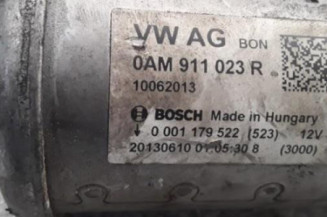 VW AG BON
0AM 911 023 R
10062013
BOSCH Made in Hungary
0 001 179 522 (523) 12V
20130610 01:05:30 8 (3000)